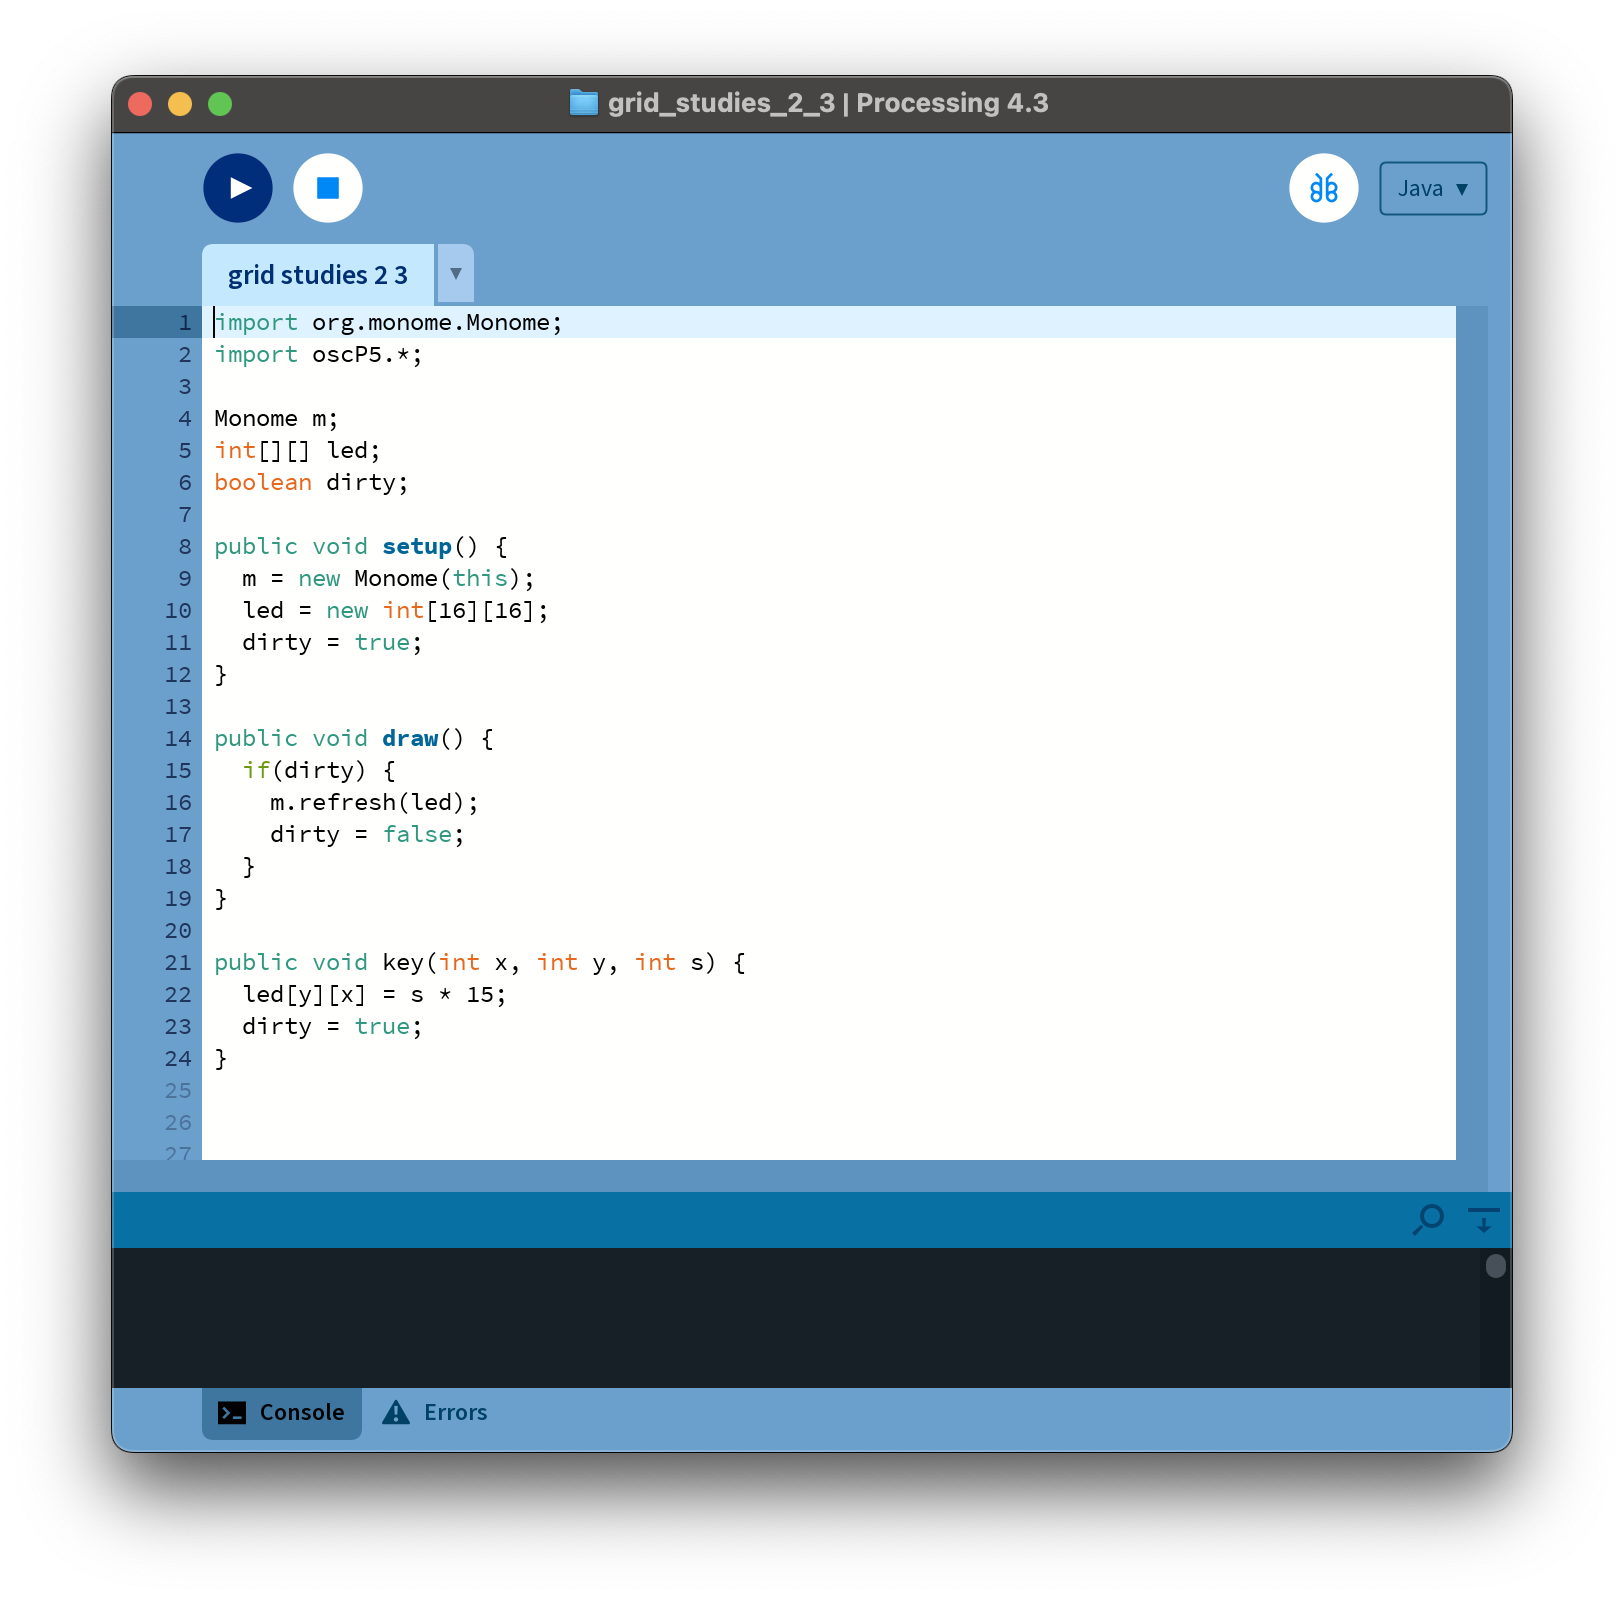 grid_studies_2_3 | Processing 4.3
Java ▼
grid studies 2 3 ▼
1 import org.monome.Monome;
2 import oscP5.*;
3
4 Monome m;
5 int[][] led;
6 boolean dirty;
7
8 public void setup() {
9   m = new Monome(this);
10   led = new int[16][16];
11   dirty = true;
12 }
13
14 public void draw() {
15   if(dirty) {
16     m.refresh(led);
17     dirty = false;
18   }
19 }
20
21 public void key(int x, int y, int s) {
22   led[y][x] = s * 15;
23   dirty = true;
24 }
25
26
27
Console Errors